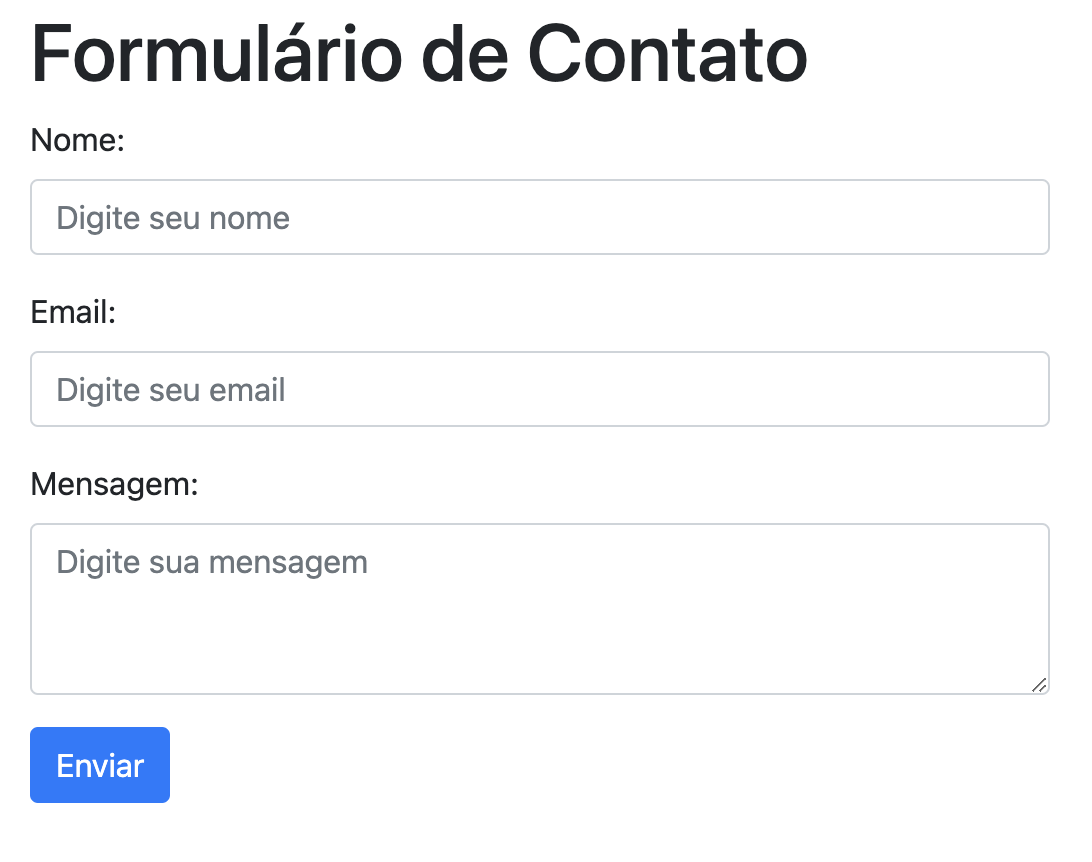 Formulário de Contato
Nome:
Digite seu nome
Email:
Digite seu email
Mensagem:
Digite sua mensagem
Enviar